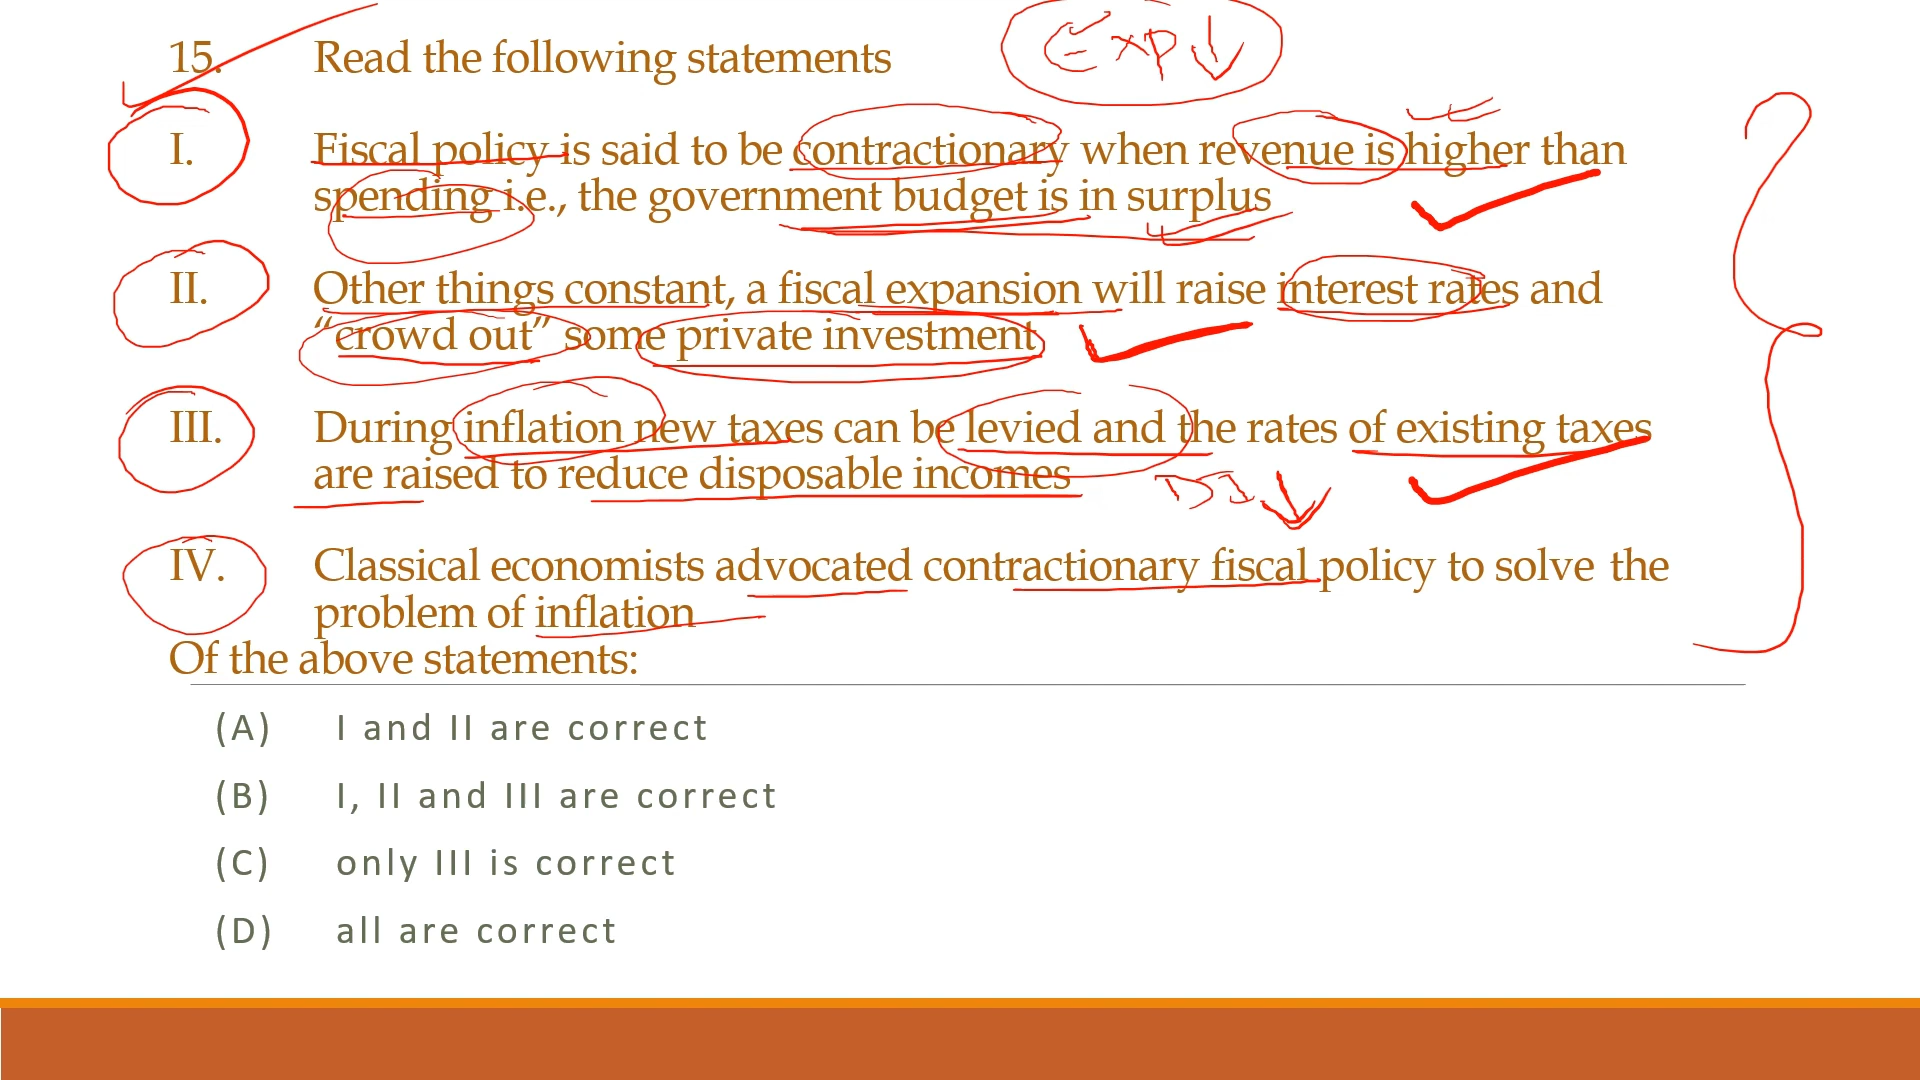 15. Read the following statements
Exp
I. Fiscal policy is said to be contractionary when revenue is higher than
spending i.e., the government budget is in surplus
II. Other things constant, a fiscal expansion will raise interest rates and
“crowd out” some private investment
III. During inflation new taxes can be levied and the rates of existing taxes
are raised to reduce disposable incomes
IV. Classical economists advocated contractionary fiscal policy to solve the
problem of inflation
Of the above statements:
(A) I and II are correct
(B) I, II and III are correct
(C) only III is correct
(D) all are correct